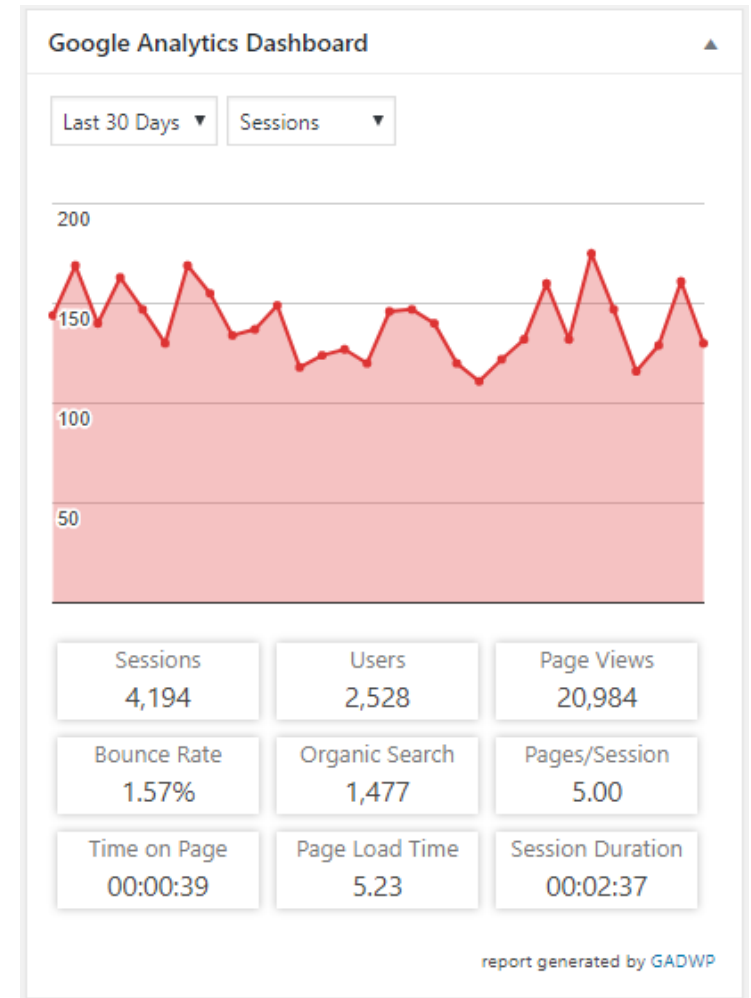 Google Analytics Dashboard ▲
Last 30 Days ▼ Sessions ▼
200
150
100
50
Sessions Users Page Views
4,194 2,528 20,984
Bounce Rate Organic Search Pages/Session
1.57% 1,477 5.00
Time on Page Page Load Time Session Duration
00:00:39 5.23 00:02:37
report generated by GADWP